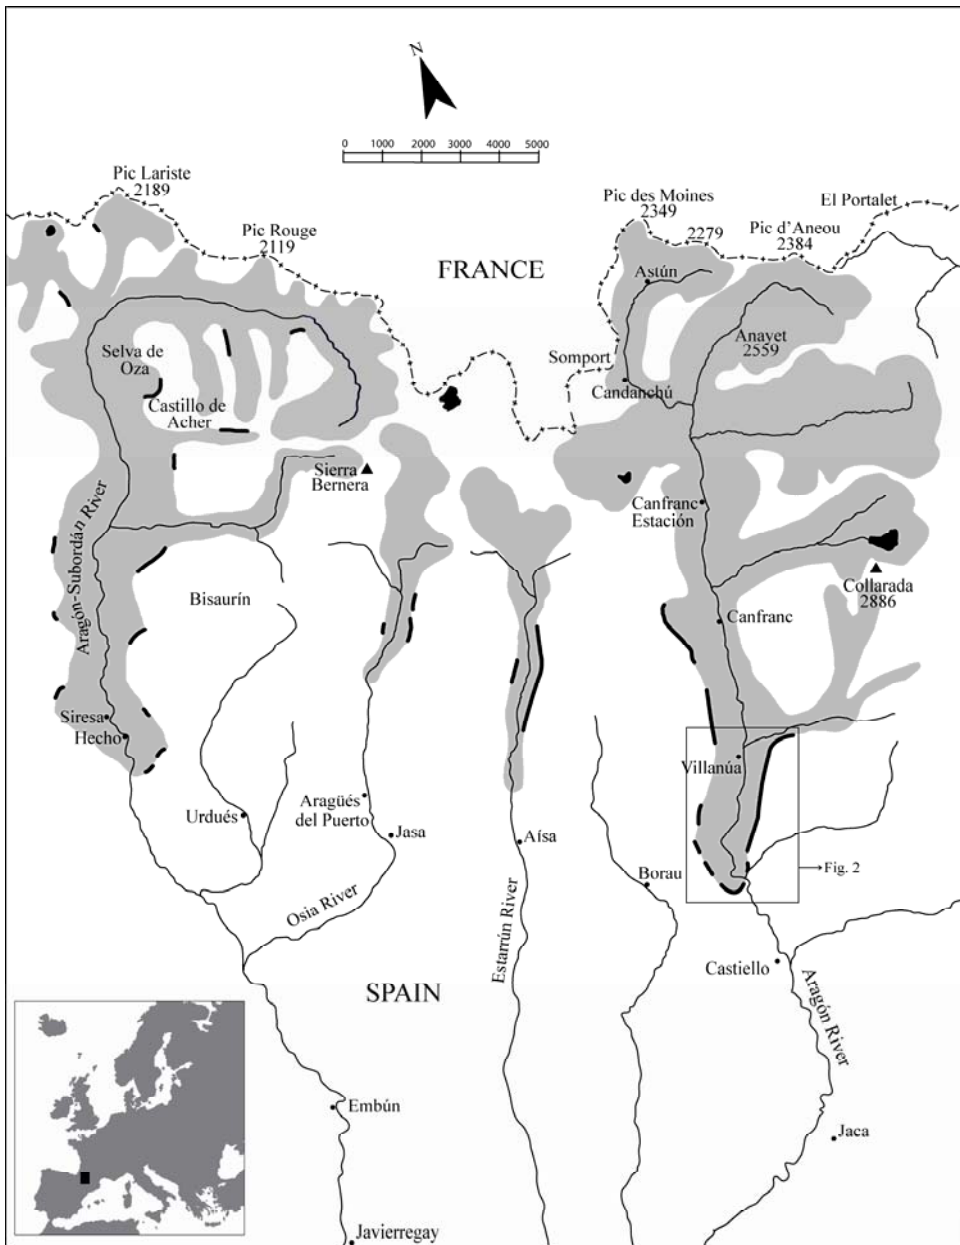 N
0 1000 2000 3000 4000 5000
Pic Lariste
2189
Pic Rouge
2119
Pic des Moines
2349
2279
Pic d'Aneou
2384
El Portalet
FRANCE
Astún
Anayet
2559
Somport
Candanchú
Selva de
Oza
Castillo de
Acher
Sierra
Bernera
Canfranc
Estación
Aragón-Subordán River
Collarada
2886
Bisaurín
Canfranc
Siresa
Hecho
Villanúa
Urdués
Aragüés
del Puerto
Jasa
Aísa
Borau
Fig. 2
Osia River
Estarrún River
Castiello
SPAIN
Aragón River
Embún
Jaca
Javierregay